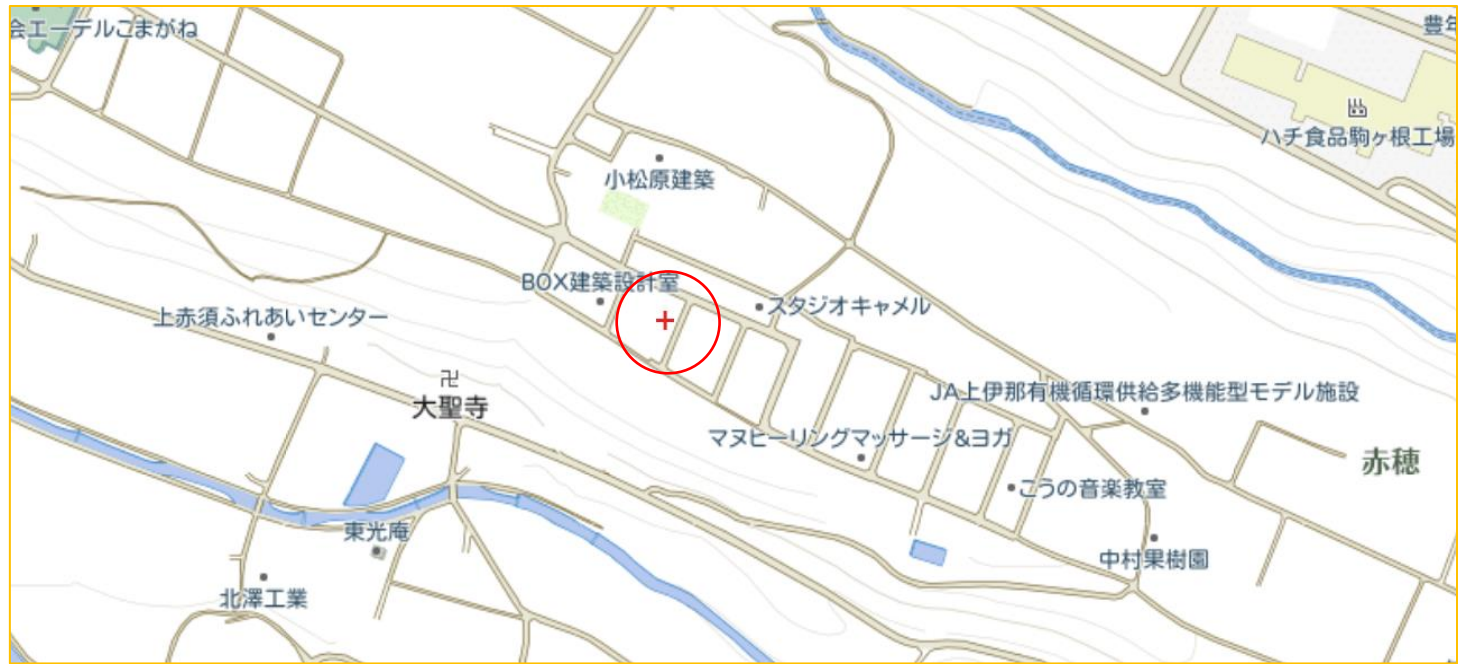 会エーデルこまがね
豊年
ハチ食品駒ヶ根工場
小松原建築
BOX建築設計室
スタジオキャメル
上赤須ふれあいセンター
卍
大聖寺
JA上伊那有機循環供給多機能型モデル施設
マヌヒーリングマッサージ&ヨガ
赤穂
こうの音楽教室
東光庵
中村果樹園
北澤工業